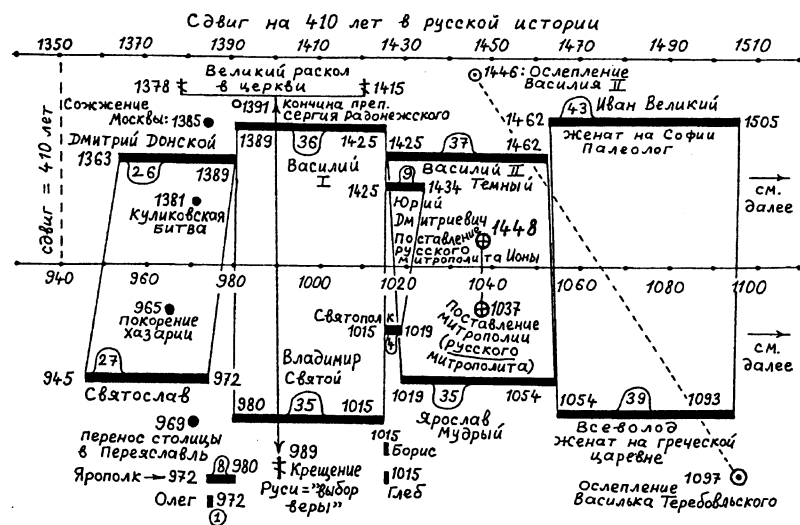 Сдвиг на 410 лет в русской истории
1350 1370 1390 1410 1430 1450 1470 1490 1510
Великий раскол
в церкви
1378 1415
1446: Ослепление
Василия II
Сожжение
Москвы: 1385
1391 Кончина преп.
Сергия Радонежского
1462 43 Иван Великий
1505
Дмитрий Донской
1363 26 1389
1389 36 1425
Василий
I
1425 37 1462
Василий II
Темный
Женат на Софии
Палеолог
сдвиг = 410 лет
1425 9 1434
Юрий
Дмитриевич
1381
Куликовская
битва
Поставление
русского
митрополита Ионы
1448
см.
далее
940 960 980 1000 1020 1040 1060 1080 1100
965
покорение
Хазарии
Святополк
1015 4 1019
1037
Поставление
митрополии
(русского
митрополита)
см.
далее
945 27 972
Святослав
Владимир
Святой
980 35 1015
1019 35 1054
Ярослав
Мудрый
1054 39 1093
Всеволод
Женат на греческой
царевне
969
перенос столицы
в Переяславль
Ярополк → 972 8 980
Олег 972
1
989
Крещение
Руси="выбор
веры"
1015
Борис
1015
Глеб
1097
Ослепление
Василька Теребовльского